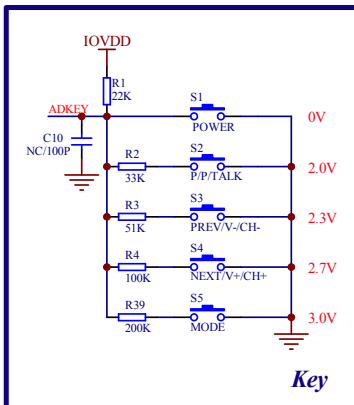 IOVDD
R1
22K
ADKEY
C10
NC/100P
S1
POWER
0V
R2
33K
S2
P/P/TALK
2.0V
R3
51K
S3
PREV/V-/CH-
2.3V
R4
100K
S4
NEXT/V+/CH+
2.7V
R39
200K
S5
MODE
3.0V
Key